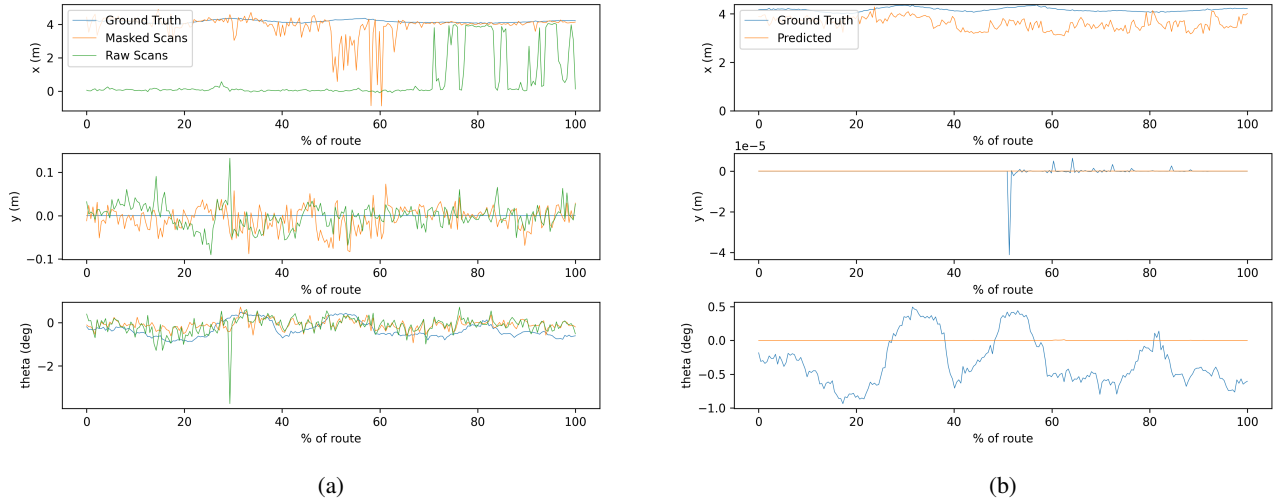 4
2
0
x (m)
Ground Truth
Masked Scans
Raw Scans
0 20 40 60 80 100
% of route
0.1
0.0
−0.1
y (m)
0 20 40 60 80 100
% of route
0
−2
theta (deg)
0 20 40 60 80 100
% of route
(a)
4
2
0
x (m)
Ground Truth
Predicted
0 20 40 60 80 100
% of route
1e−5
0
−2
−4
y (m)
0 20 40 60 80 100
% of route
0.5
0.0
−0.5
−1.0
theta (deg)
0 20 40 60 80 100
% of route
(b)